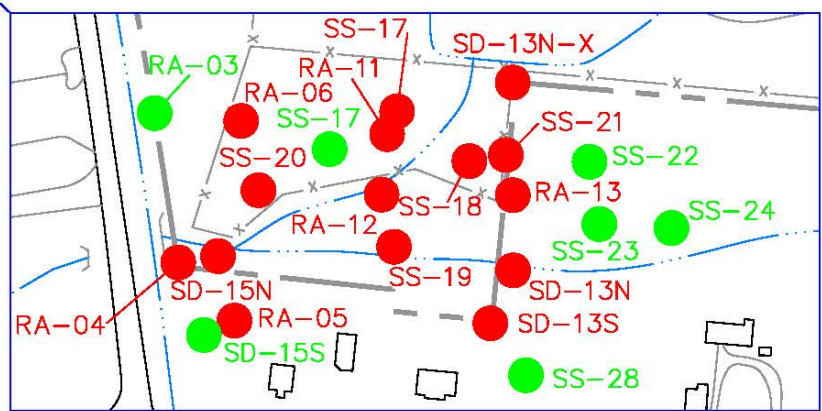 SS-17
SD-13N-X
RA-03
RA-11
RA-06
SS-17
SS-21
SS-20
SS-22
RA-13
SS-18
SS-24
RA-12
SS-23
SS-19
SD-15N
SD-13N
RA-04
RA-05
SD-13S
SD-15S
SS-28